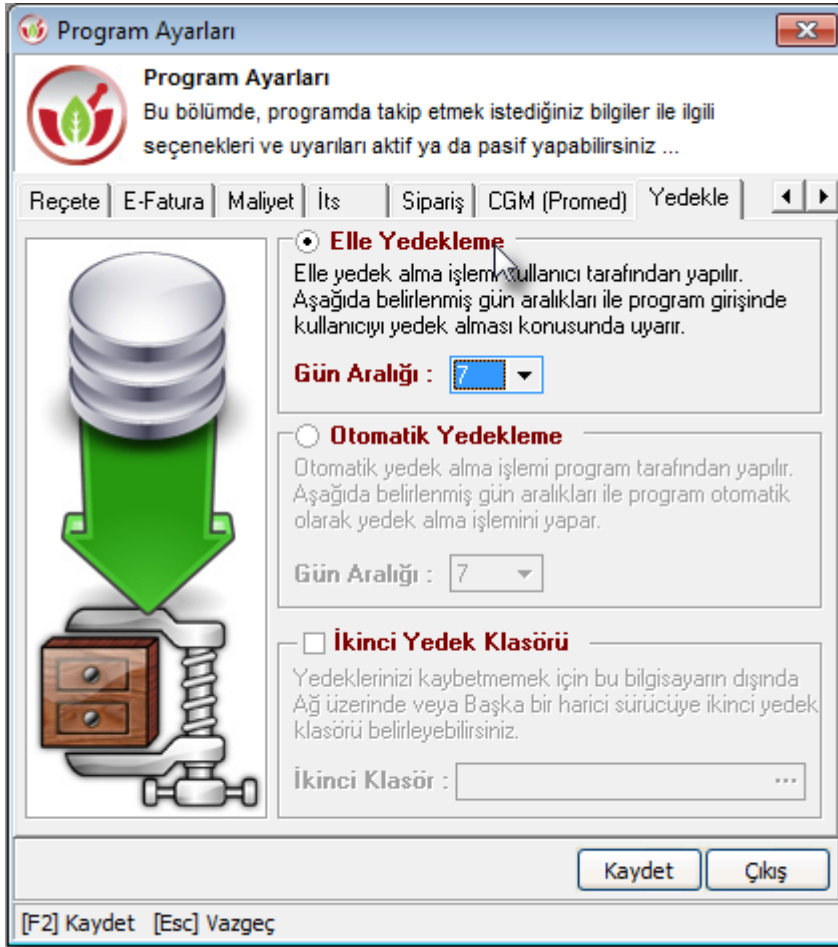 Program Ayarları
Program Ayarları
Bu bölümde, programda takip etmek istediğiniz bilgiler ile ilgili
seçenekleri ve uyarıları aktif ya da pasif yapabilirsiniz ...
Reçete E-Fatura Maliyet İts Sipariş CGM (Promed) Yedekle
Elle Yedekleme
Elle yedek alma işlemi kullanıcı tarafından yapılır.
Aşağıda belirlenmiş gün aralıkları ile program girişinde
kullanıcıyı yedek alması konusunda uyarır.
Gün Aralığı : 7
Otomatik Yedekleme
Otomatik yedek alma işlemi program tarafından yapılır.
Aşağıda belirlenmiş gün aralıkları ile program otomatik
olarak yedek alma işlemini yapar.
Gün Aralığı : 7
İkinci Yedek Klasörü
Yedeklerinizi kaybetmemek için bu bilgisayarın dışında
Ağ üzerinde veya Başka bir harici sürücüye ikinci yedek
klasörü belirleyebilirsiniz.
İkinci Klasör : ...
Kaydet Çıkış
[F2] Kaydet [Esc] Vazgeç